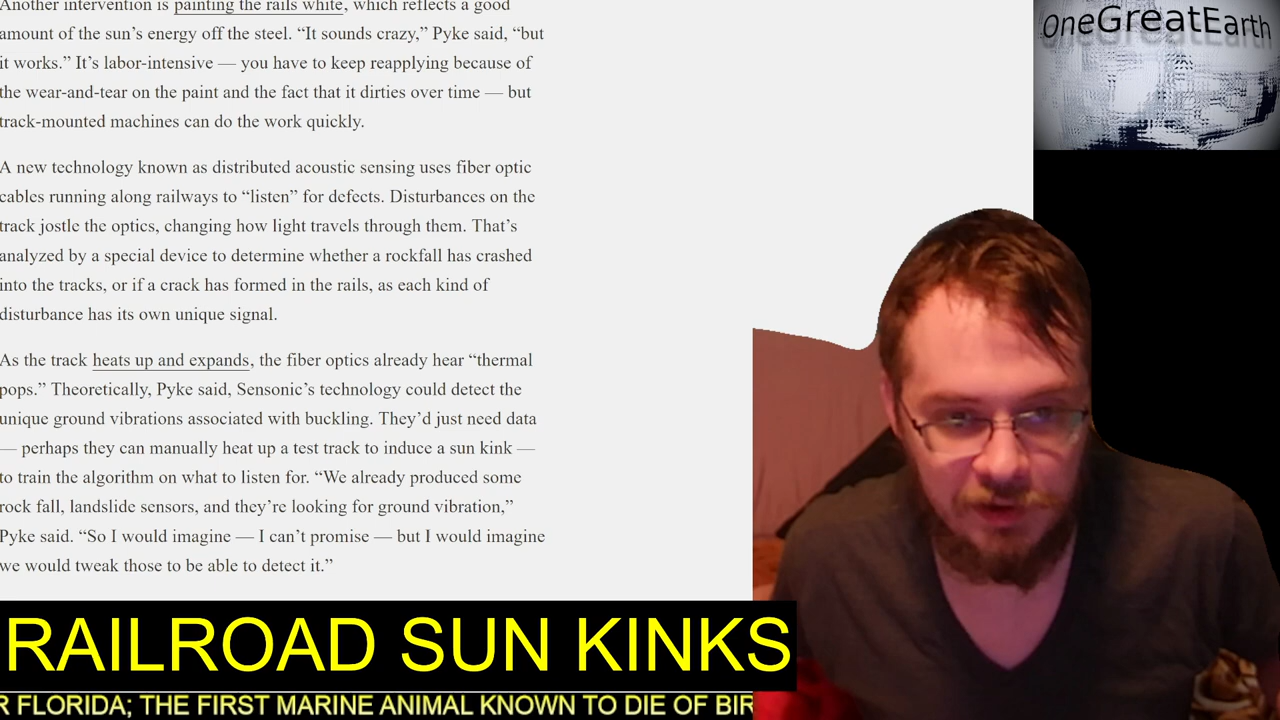 Another intervention is painting the rails white, which reflects a good
amount of the sun's energy off the steel. “It sounds crazy,” Pyke said, “but
it works.” It's labor-intensive — you have to keep reapplying because of
the wear-and-tear on the paint and the fact that it dirties over time — but
track-mounted machines can do the work quickly.
A new technology known as distributed acoustic sensing uses fiber optic
cables running along railways to “listen” for defects. Disturbances on the
track jostle the optics, changing how light travels through them. That's
analyzed by a special device to determine whether a rockfall has crashed
into the tracks, or if a crack has formed in the rails, as each kind of
disturbance has its own unique signal.
As the track heats up and expands, the fiber optics already hear “thermal
pops.” Theoretically, Pyke said, Sensonic's technology could detect the
unique ground vibrations associated with buckling. They'd just need data
— perhaps they can manually heat up a test track to induce a sun kink —
to train the algorithm on what to listen for. “We already produced some
rock fall, landslide sensors, and they're looking for ground vibration,”
Pyke said. “So I would imagine — I can't promise — but I would imagine
we would tweak those to be able to detect it.”
OneGreatEarth
RAILROAD SUN KINKS
R FLORIDA; THE FIRST MARINE ANIMAL KNOWN TO DIE OF BIR